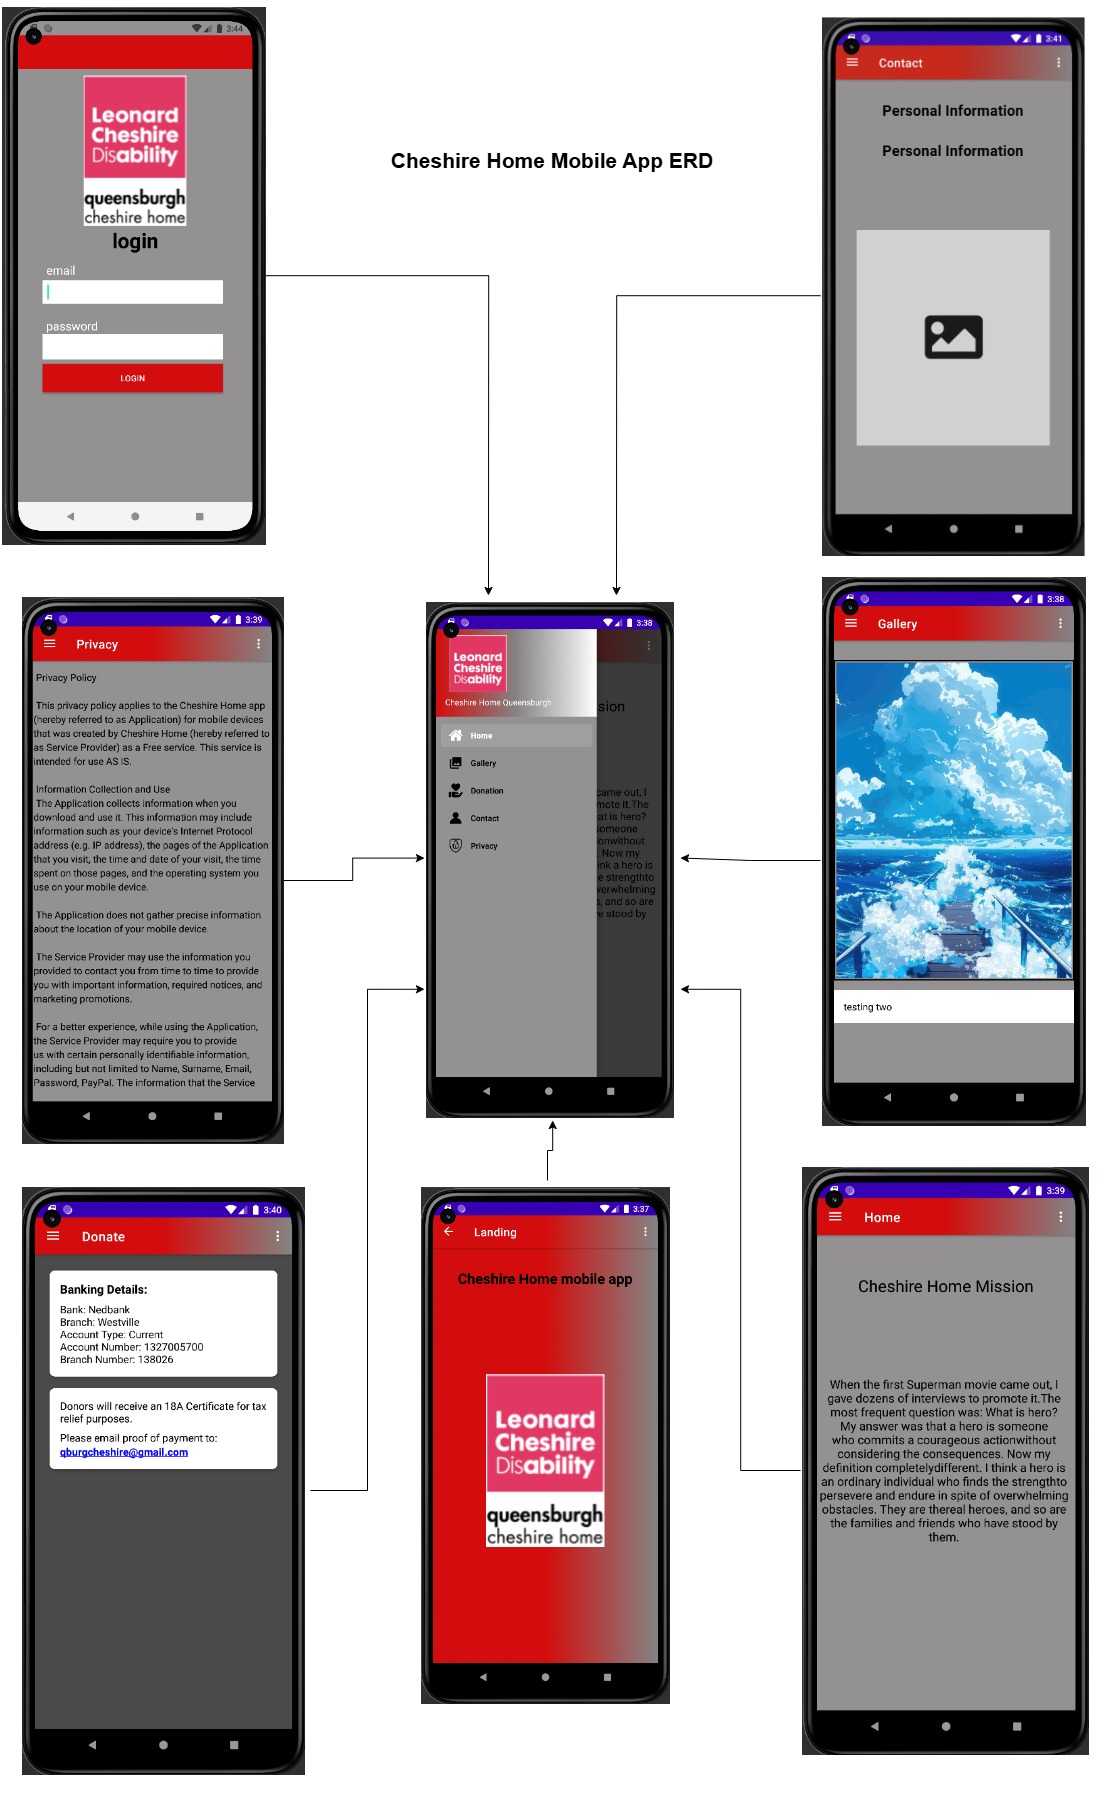 3:44
Leonard
Cheshire
Disability
queensburgh
cheshire home
login
email
password
LOGIN
Cheshire Home Mobile App ERD
3:41
Contact
Personal Information
Personal Information
3:39
Privacy
Privacy Policy
This privacy policy applies to the Cheshire Home app
(hereby referred to as Application) for mobile devices
that was created by Cheshire Home (hereby referred to
as Service Provider) as a Free service. This service is
intended for use AS IS.
Information Collection and Use
The Application collects information when you
download and use it. This information may include
information such as your device's Internet Protocol
address (e.g. IP address), the pages of the Application
that you visit, the time and date of your visit, the time
spent on those pages, and the operating system you
use on your mobile device.
The Application does not gather precise information
about the location of your mobile device.
The Service Provider may use the information you
provided to contact you from time to time to provide
you with important information, required notices, and
marketing promotions.
For a better experience, while using the Application,
the Service Provider may require you to provide
us with certain personally identifiable information,
including but not limited to Name, Surname, Email,
Password, PayPal. The information that the Service
3:38
Leonard
Cheshire
Disability
Cheshire Home Queensburgh
Home
Gallery
Donation
Contact
Privacy
sion
came out, I
mote it.The
at is hero?
someone
onwithout
. Now my
ink a hero is
e strengthto
verwhelming
s, and so are
e stood by
3:38
Gallery
testing two
3:40
Donate
Banking Details:
Bank: Nedbank
Branch: Westville
Account Type: Current
Account Number: 1327005700
Branch Number: 138026
Donors will receive an 18A Certificate for tax
relief purposes.
Please email proof of payment to:
qburgcheshire@gmail.com
3:37
Landing
Cheshire Home mobile app
Leonard
Cheshire
Disability
queensburgh
cheshire home
3:39
Home
Cheshire Home Mission
When the first Superman movie came out, I
gave dozens of interviews to promote it.The
most frequent question was: What is hero?
My answer was that a hero is someone
who commits a courageous actionwithout
considering the consequences. Now my
definition completelydifferent. I think a hero is
an ordinary individual who finds the strengthto
persevere and endure in spite of overwhelming
obstacles. They are thereal heroes, and so are
the families and friends who have stood by
them.